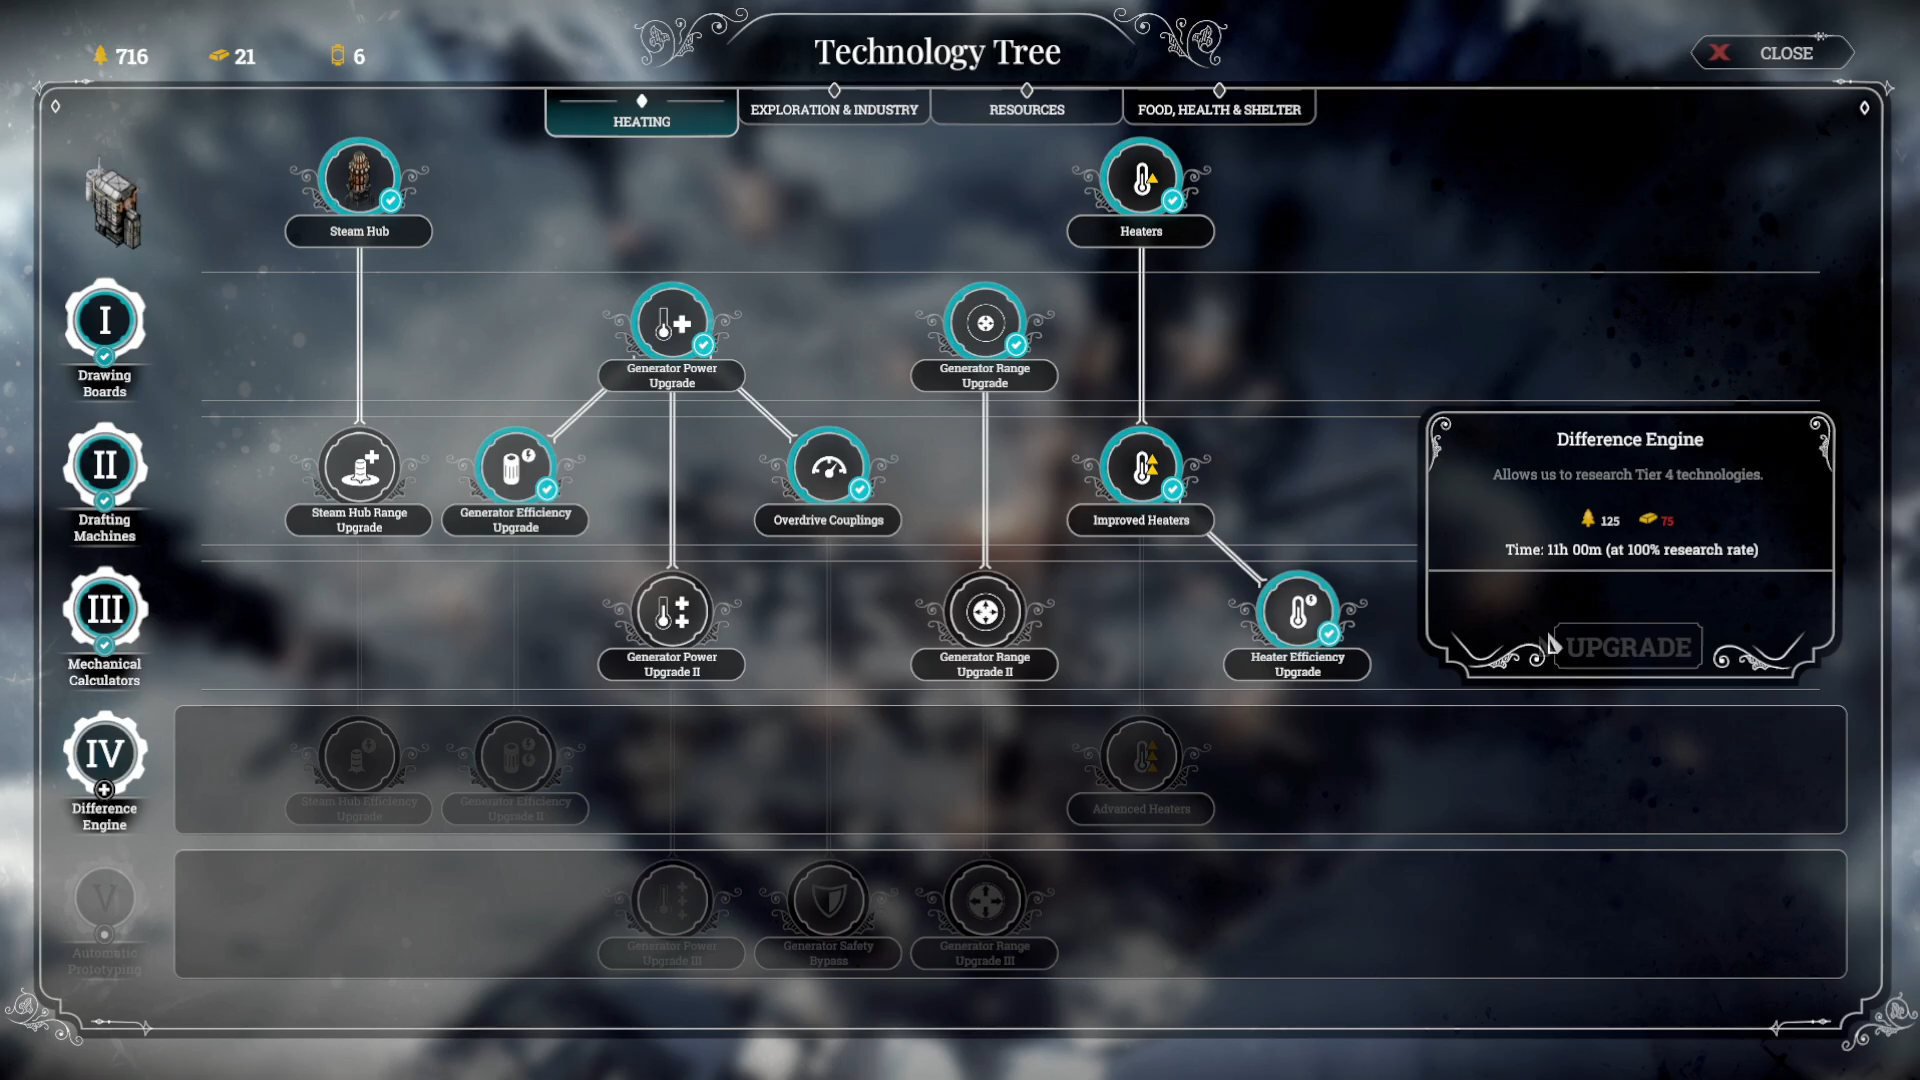 716
21
6
Technology Tree
CLOSE
HEATING
EXPLORATION & INDUSTRY
RESOURCES
FOOD, HEALTH & SHELTER
Steam Hub
Heaters
I
Drawing
Boards
Generator Power
Upgrade
Generator Range
Upgrade
II
Drafting
Machines
Steam Hub Range
Upgrade
Generator Efficiency
Upgrade
Overdrive Couplings
Improved Heaters
Difference Engine
Allows us to research Tier 4 technologies.
125
75
Time: 11h 00m (at 100% research rate)
UPGRADE
III
Mechanical
Calculators
Generator Power
Upgrade II
Generator Range
Upgrade II
Heater Efficiency
Upgrade
IV
Difference
Engine
Steam Hub Efficiency
Upgrade
Generator Efficiency
Upgrade II
Advanced Heaters
V
Automatic
Prototyping
Generator Power
Upgrade III
Generator Safety
Bypass
Generator Range
Upgrade III